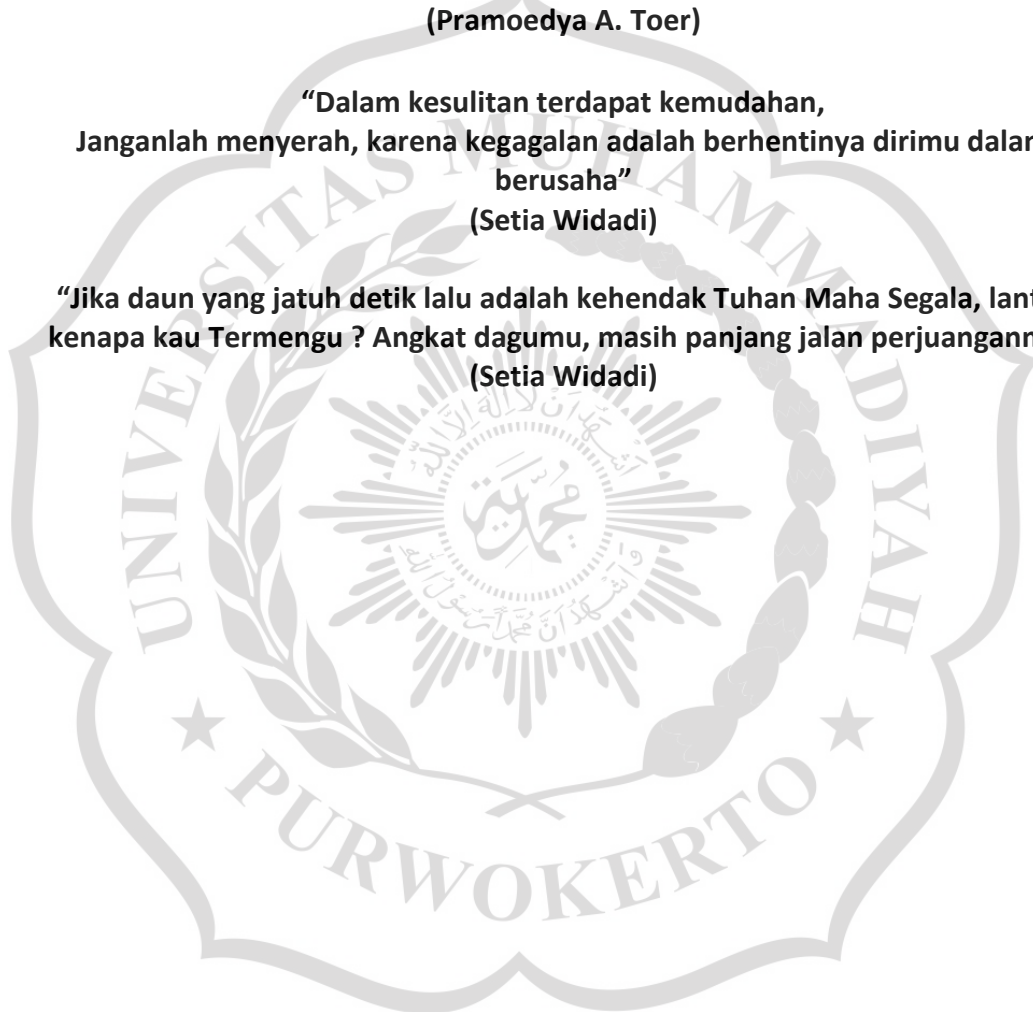 (Pramoedya A. Toer)
“Dalam kesulitan terdapat kemudahan,
Janganlah menyerah, karena kegagalan adalah berhentinya dirimu
berusaha”
(Setia Widadi)
“Jika daun yang jatuh detik lalu adalah kehendak Tuhan Maha Segala,
kenapa kau Termengu ? Angkat dagumu, masih panjang jalan
(Setia Widadi)
UNIVERSITAS MUHAMMADIYAH
PURWOKERTO